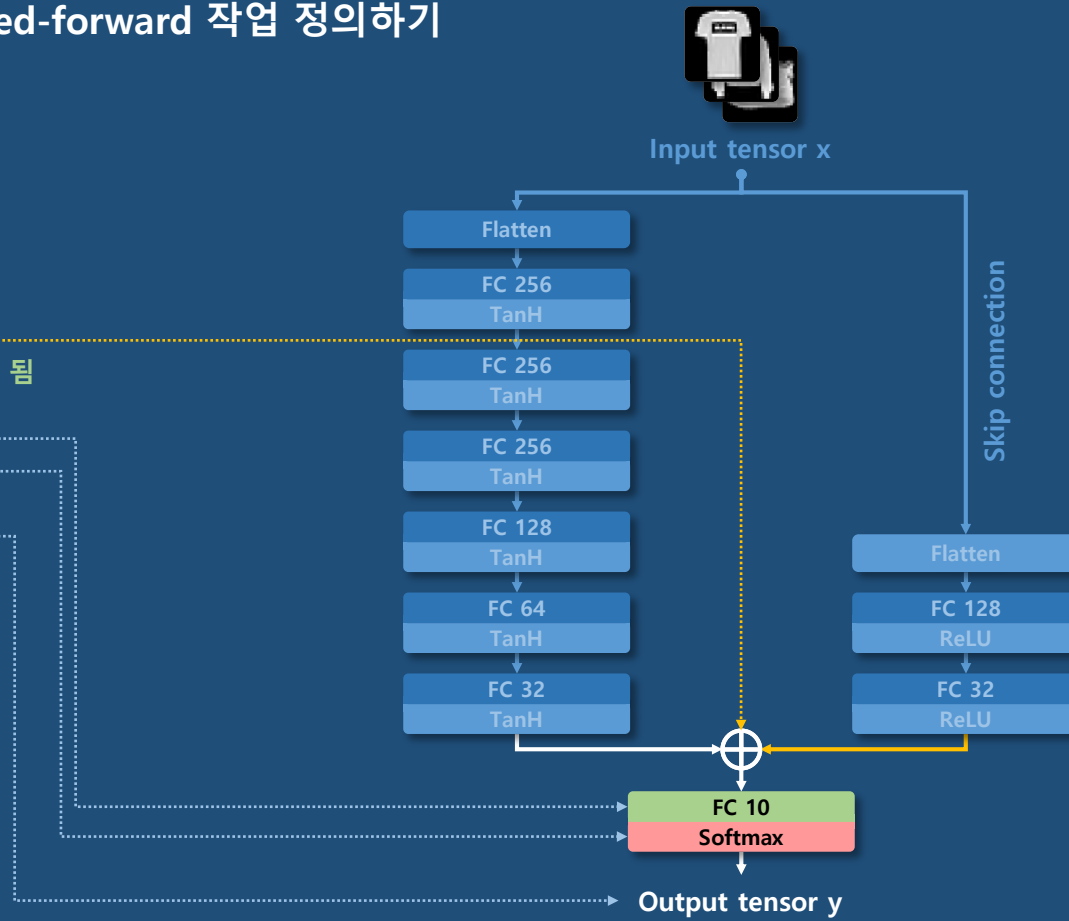 ed-forward 작업 정의하기
Input tensor x
Flatten
FC 256
TanH
됨
FC 256
TanH
FC 256
TanH
FC 128
TanH
FC 64
TanH
FC 32
TanH
Skip connection
Flatten
FC 128
ReLU
FC 32
ReLU
FC 10
Softmax
Output tensor y